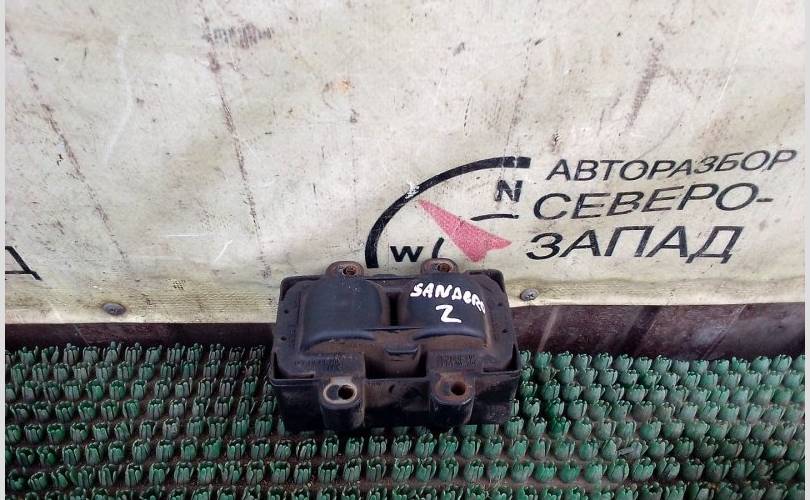 АВТОРАЗБОР
N
СЕВЕРО-
ЗАПАД
W
Д
SANDERO
2